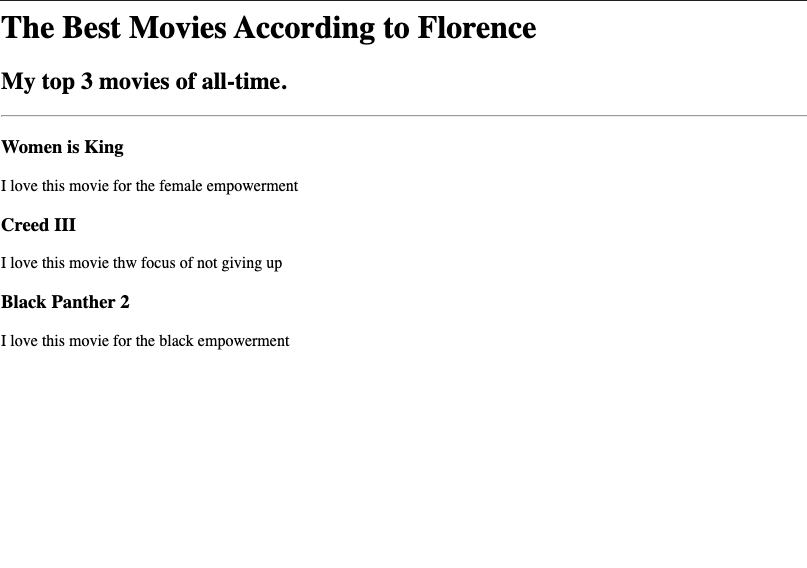 The Best Movies According to Florence
My top 3 movies of all-time.
Women is King
I love this movie for the female empowerment
Creed III
I love this movie thw focus of not giving up
Black Panther 2
I love this movie for the black empowerment